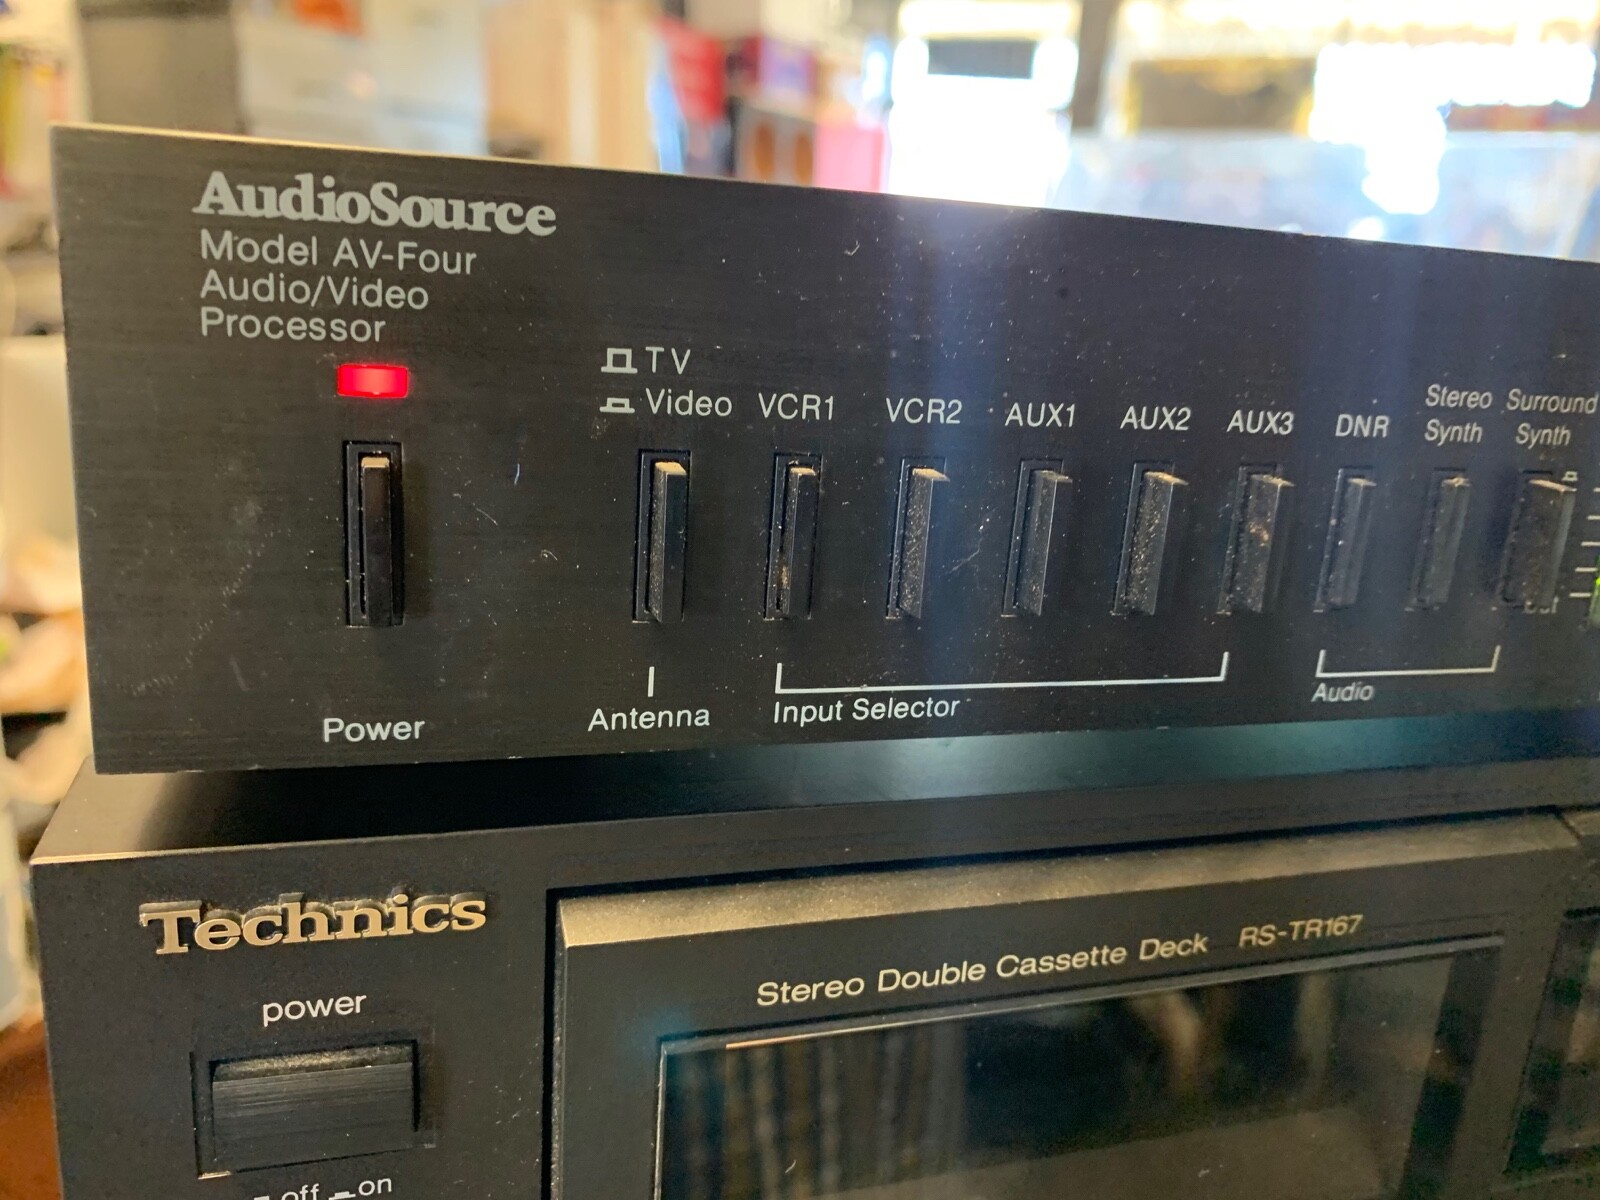 AudioSource
Model AV-Four
Audio/Video
Processor
TV
Video
VCR1
VCR2
AUX1
AUX2
AUX3
DNR
Stereo
Synth
Surround
Synth
Power
Antenna
Input Selector
Audio
Technics
power
off on
Stereo Double Cassette Deck RS-TR167